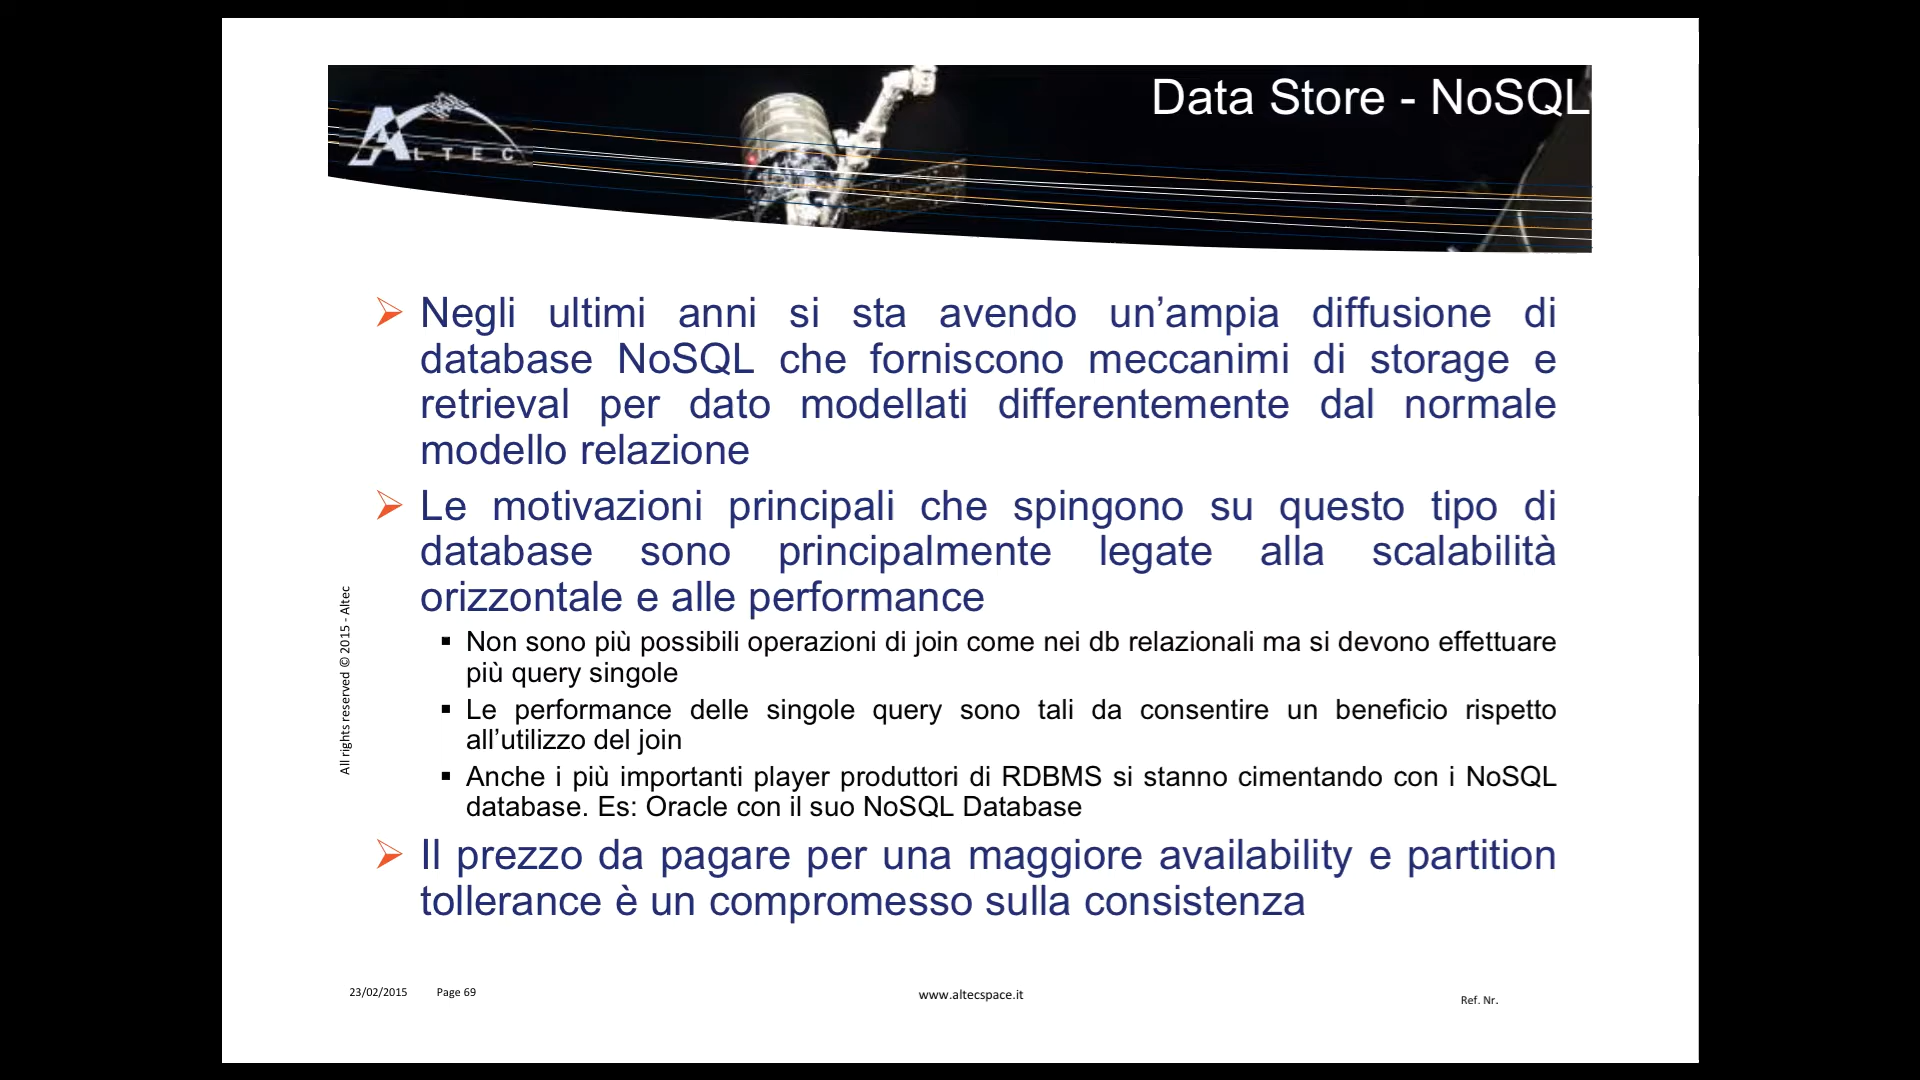 Data Store - NoSQL
ALTEC
Negli ultimi anni si sta avendo un’ampia diffusione di
database NoSQL che forniscono meccanimi di storage e
retrieval per dato modellati differentemente dal normale
modello relazione
Le motivazioni principali che spingono su questo tipo di
database sono principalmente legate alla scalabilità
orizzontale e alle performance
Non sono più possibili operazioni di join come nei db relazionali ma si devono effettuare
più query singole
Le performance delle singole query sono tali da consentire un beneficio rispetto
all’utilizzo del join
Anche i più importanti player produttori di RDBMS si stanno cimentando con i NoSQL
database. Es: Oracle con il suo NoSQL Database
Il prezzo da pagare per una maggiore availability e partition
tollerance è un compromesso sulla consistenza
All rights reserved © 2015 - Altec
23/02/2015 Page 69
www.altecspace.it
Ref. Nr.